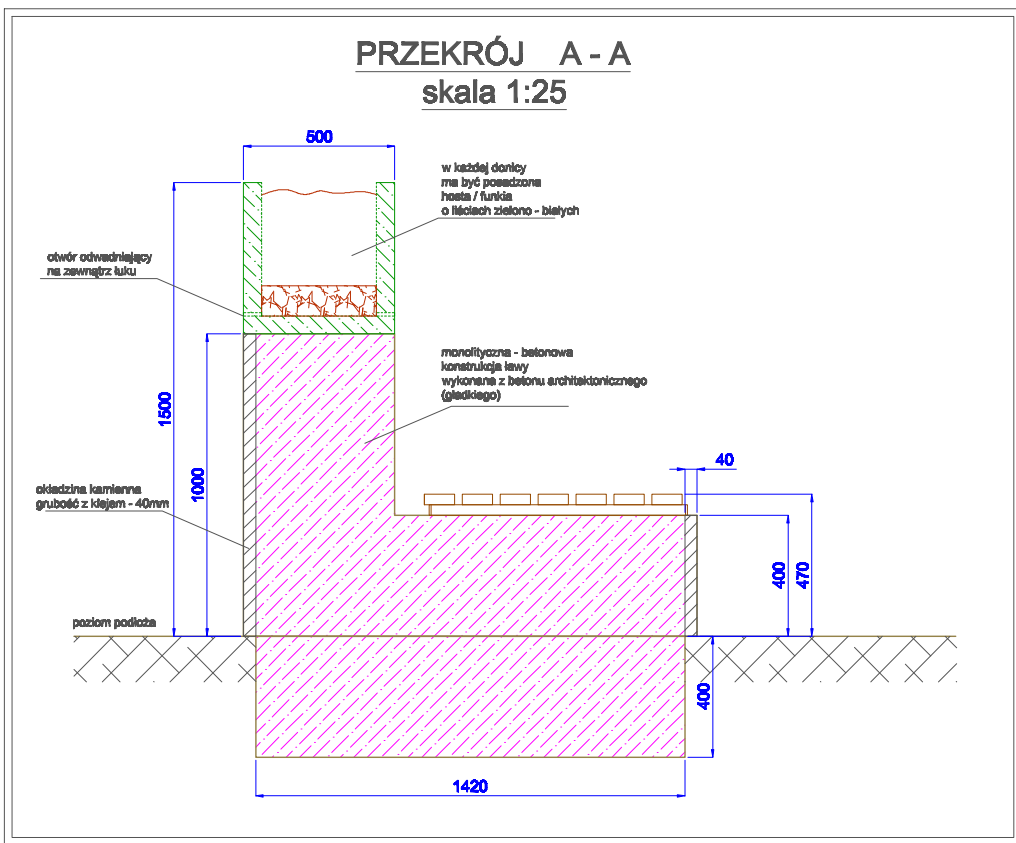 PRZEKRÓJ A - A
skala 1:25
500
w każdej donicy
ma być posadzona
hosta / funkia
o liściach zielono - białych
otwór odwadniający
na zewnątrz łuku
monolityczna - betonowa
konstrukcja ławy
wykonana z betonu architektonicznego
(gładkiego)
1500
1000
40
okładzina kamienna
grubość z klejem - 40mm
400
470
poziom podłoża
400
1420